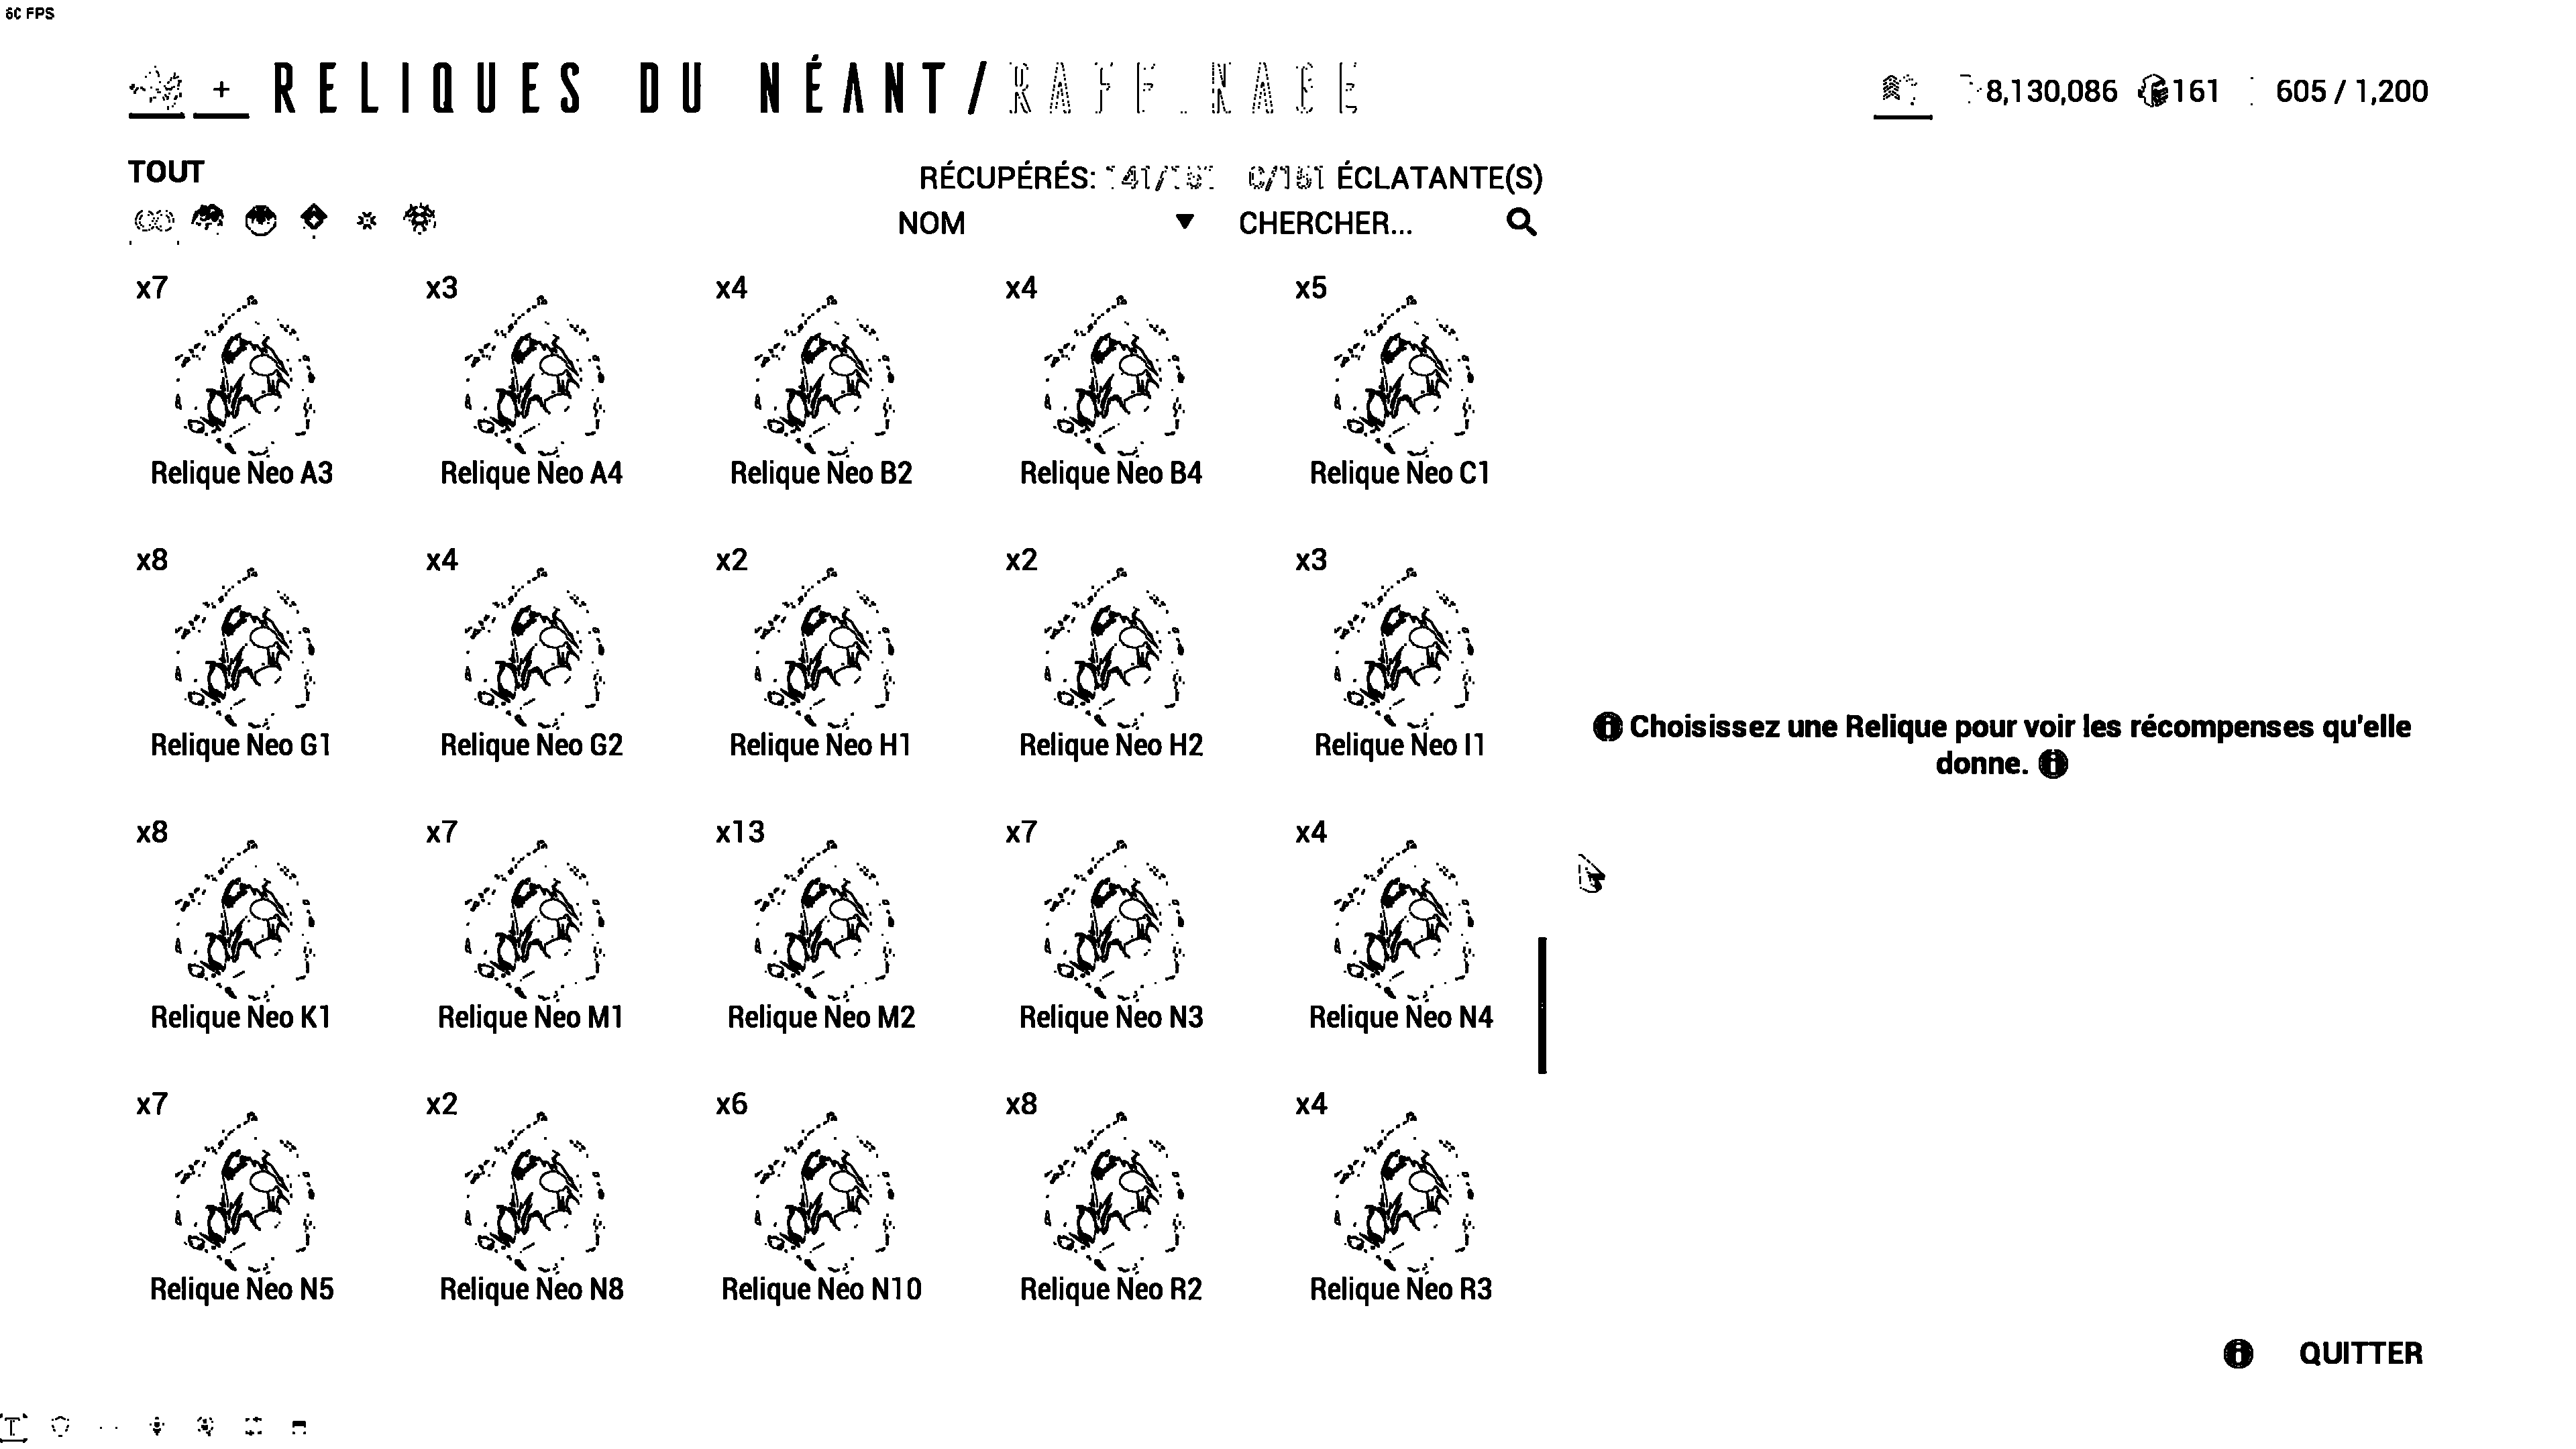 + RELIQUES DU NÉANT/RAFFINAGE
8,130,086 161 605 / 1,200
TOUT
RÉCUPÉRÉS: ÉCLATANTE(S)
NOM CHERCHER...
x7 x3 x4 x4 x5
Relique Neo A3 Relique Neo A4 Relique Neo B2 Relique Neo B4 Relique Neo C1
x8 x4 x2 x2 x3
Relique Neo G1 Relique Neo G2 Relique Neo H1 Relique Neo H2 Relique Neo I1
Choisissez une Relique pour voir les récompenses qu'elle
donne.
x8 x7 x13 x7 x4
Relique Neo K1 Relique Neo M1 Relique Neo M2 Relique Neo N3 Relique Neo N4
x7 x2 x6 x8 x4
Relique Neo N5 Relique Neo N8 Relique Neo N10 Relique Neo R2 Relique Neo R3
QUITTER